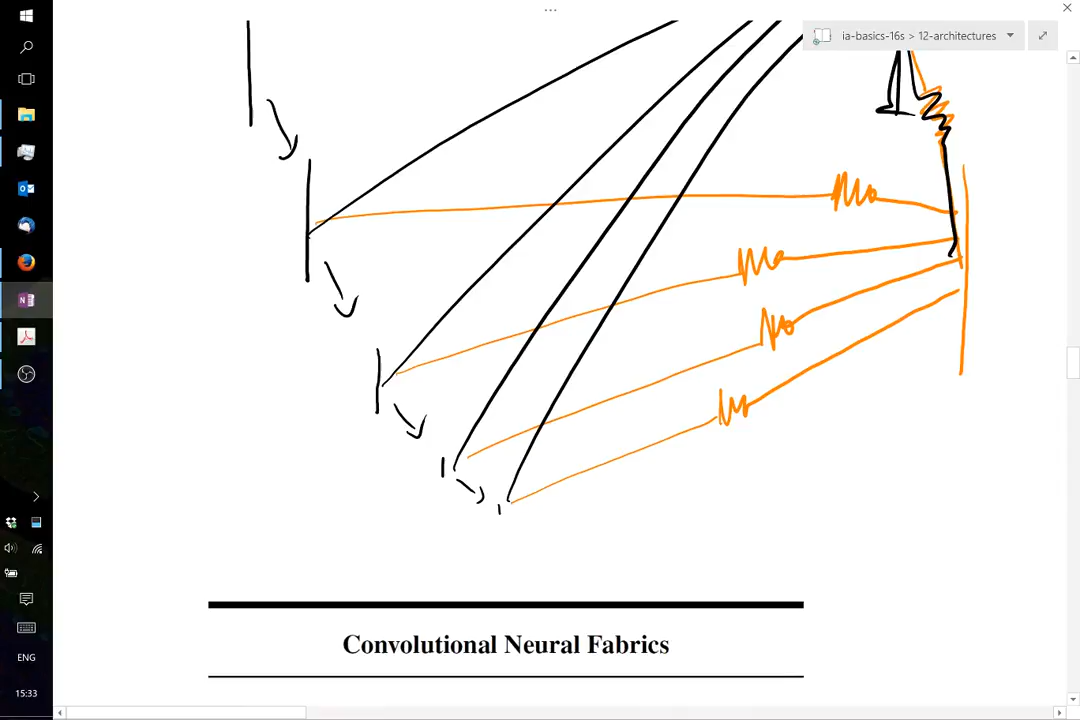 ia-basics-16s > 12-architectures
Convolutional Neural Fabrics
ENG
15:33